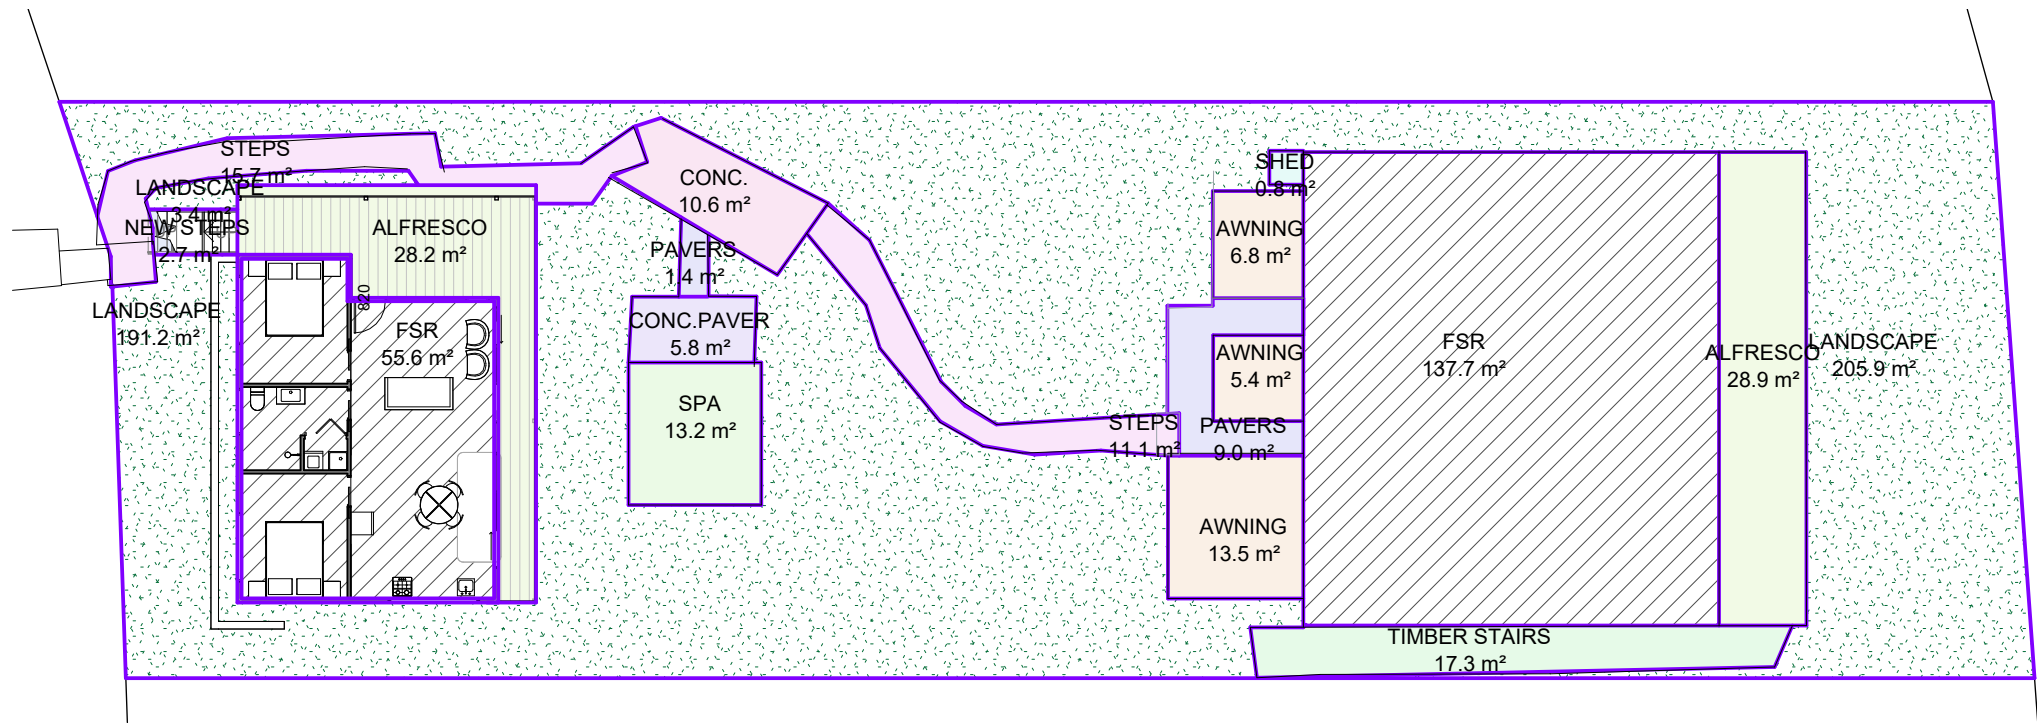 STEPS
15.7 m²
LANDSCAPE
3.4 m²
NEW STEPS
2.7 m²
LANDSCAPE
191.2 m²
ALFRESCO
28.2 m²
820
FSR
55.6 m²
CONC.
10.6 m²
PAVERS
1.4 m²
CONC.PAVER
5.8 m²
SPA
13.2 m²
STEPS
11.1 m²
SHED
0.8 m²
AWNING
6.8 m²
AWNING
5.4 m²
PAVERS
9.0 m²
AWNING
13.5 m²
FSR
137.7 m²
ALFRESCO
28.9 m²
LANDSCAPE
205.9 m²
TIMBER STAIRS
17.3 m²